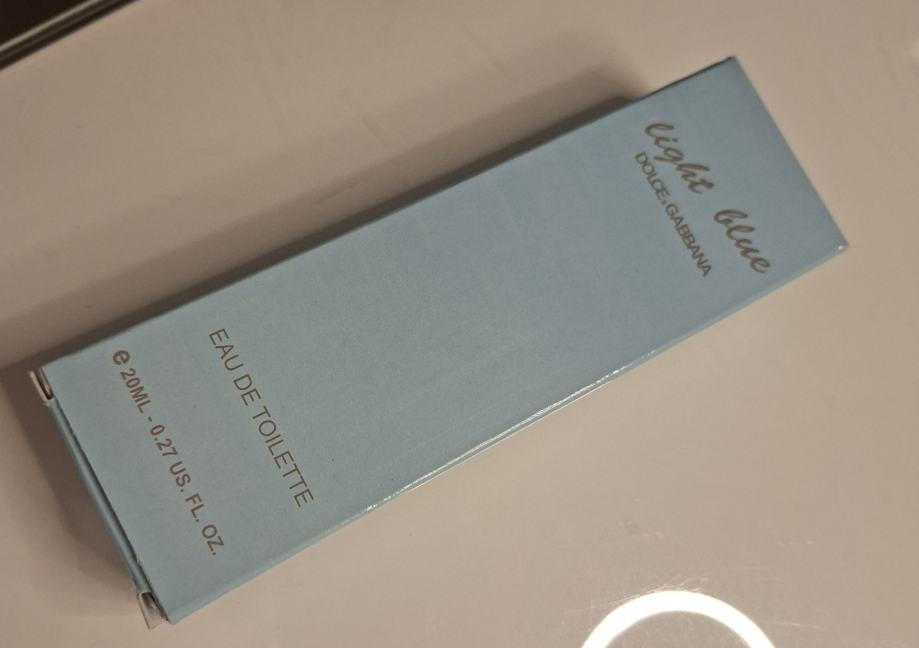 light blue
DOLCE & GABBANA
EAU DE TOILETTE
e 20ML - 0.27 US. FL. OZ.